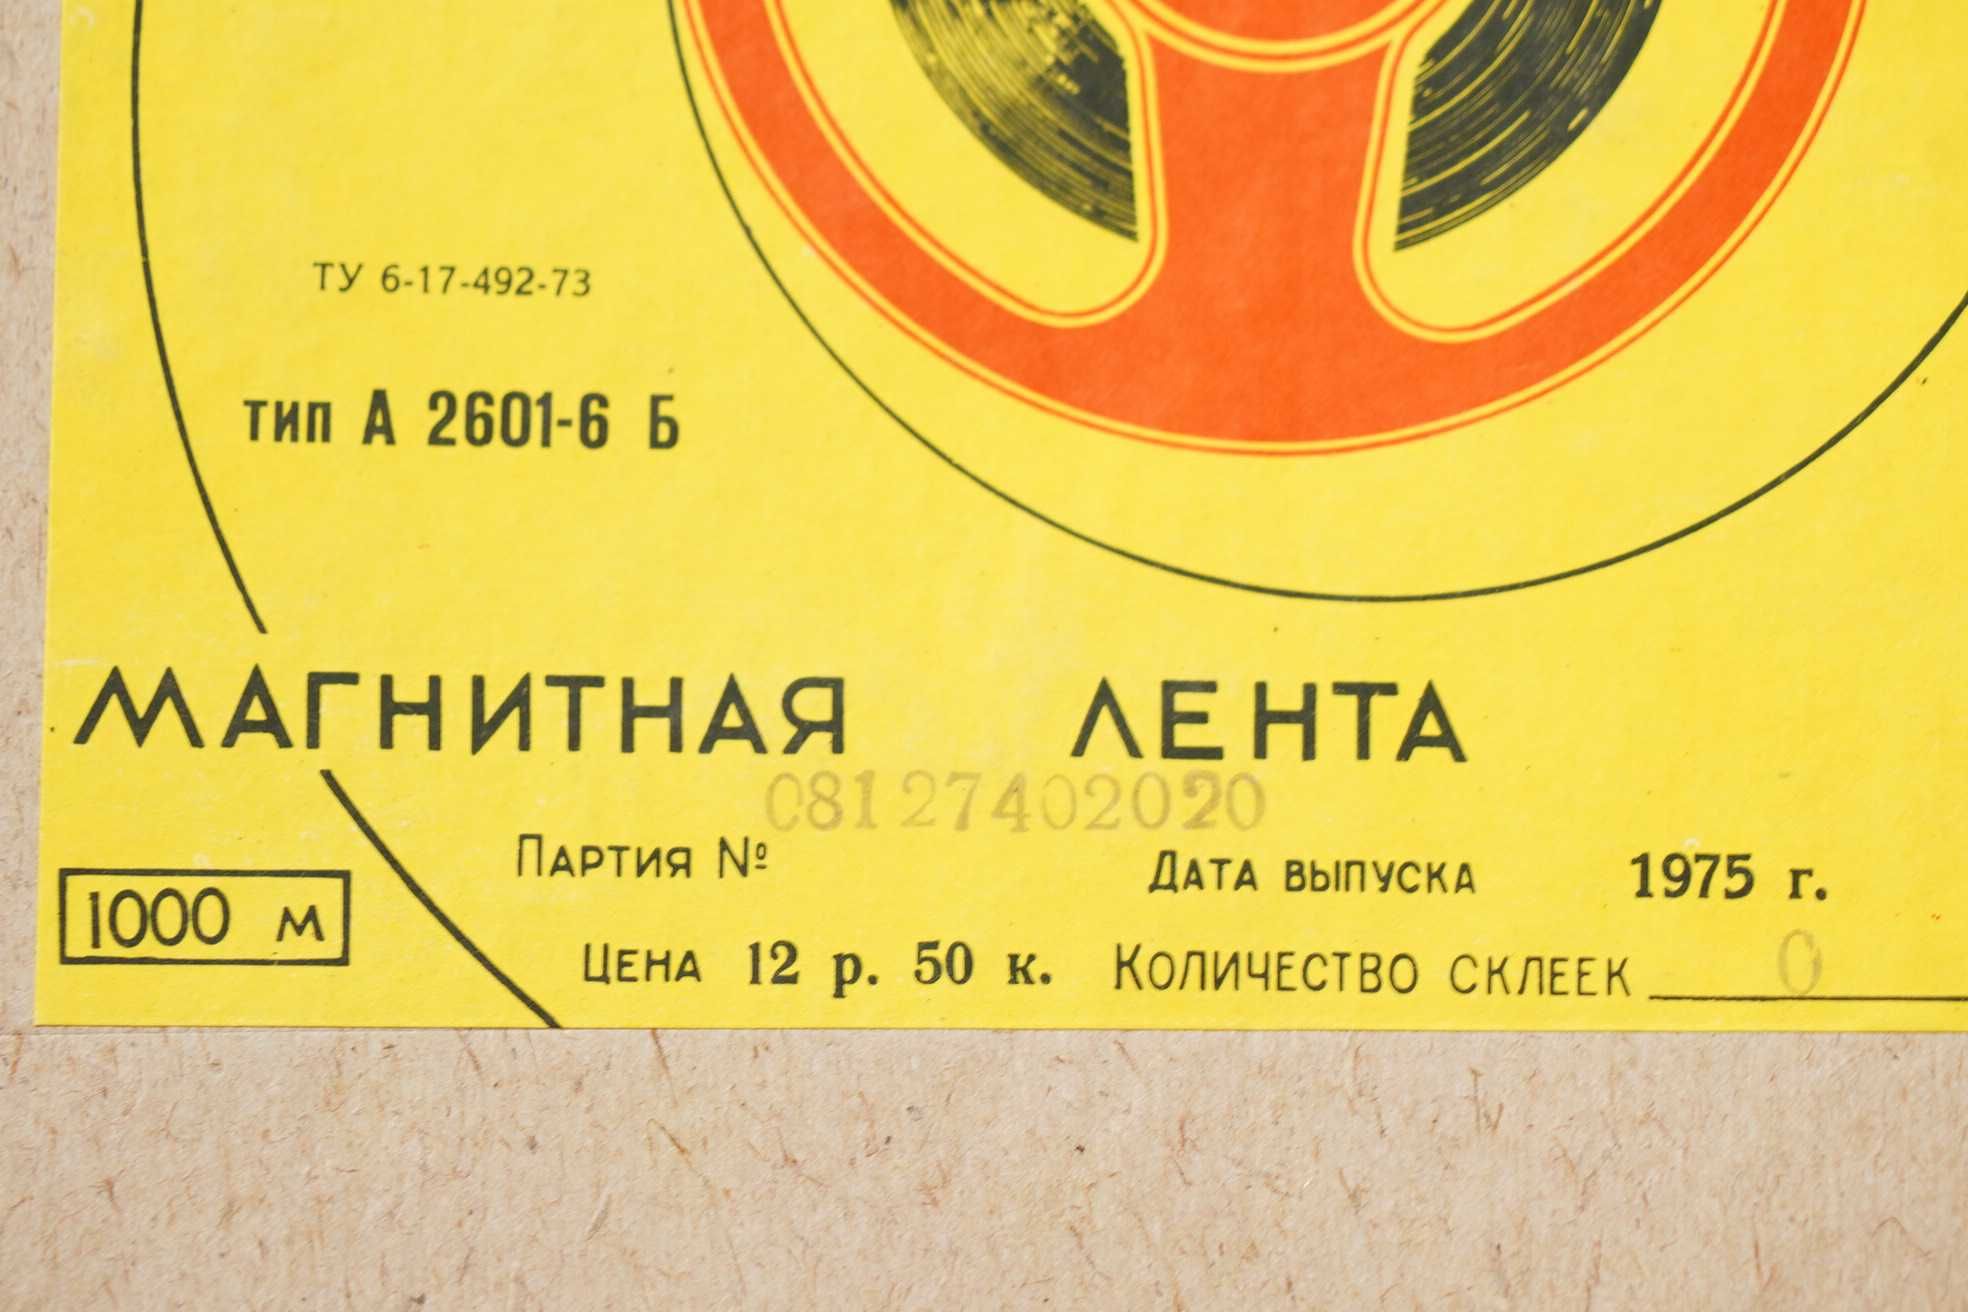 ТУ 6-17-492-73
тип А 2601-6 Б
МАГНИТНАЯ ЛЕНТА
08127402020
Партия № Дата выпуска 1975 г.
1000 м
Цена 12 р. 50 к. Количество склеек 0